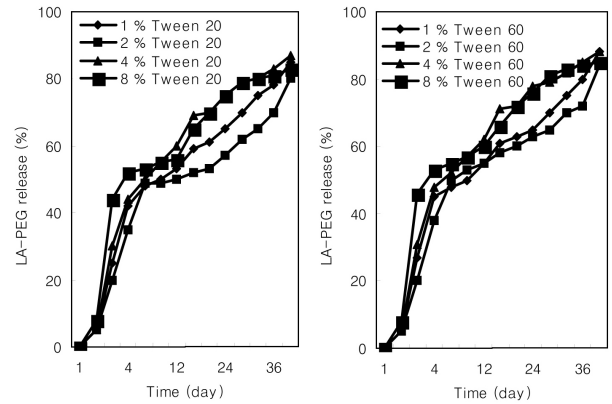 100
80
60
40
20
0
LA-PEG release (%)
1 % Tween 20
2 % Tween 20
4 % Tween 20
8 % Tween 20
1 4 12 24 36
Time (day)
100
80
60
40
20
0
LA-PEG release (%)
1 % Tween 60
2 % Tween 60
4 % Tween 60
8 % Tween 60
1 4 12 24 36
Time (day)